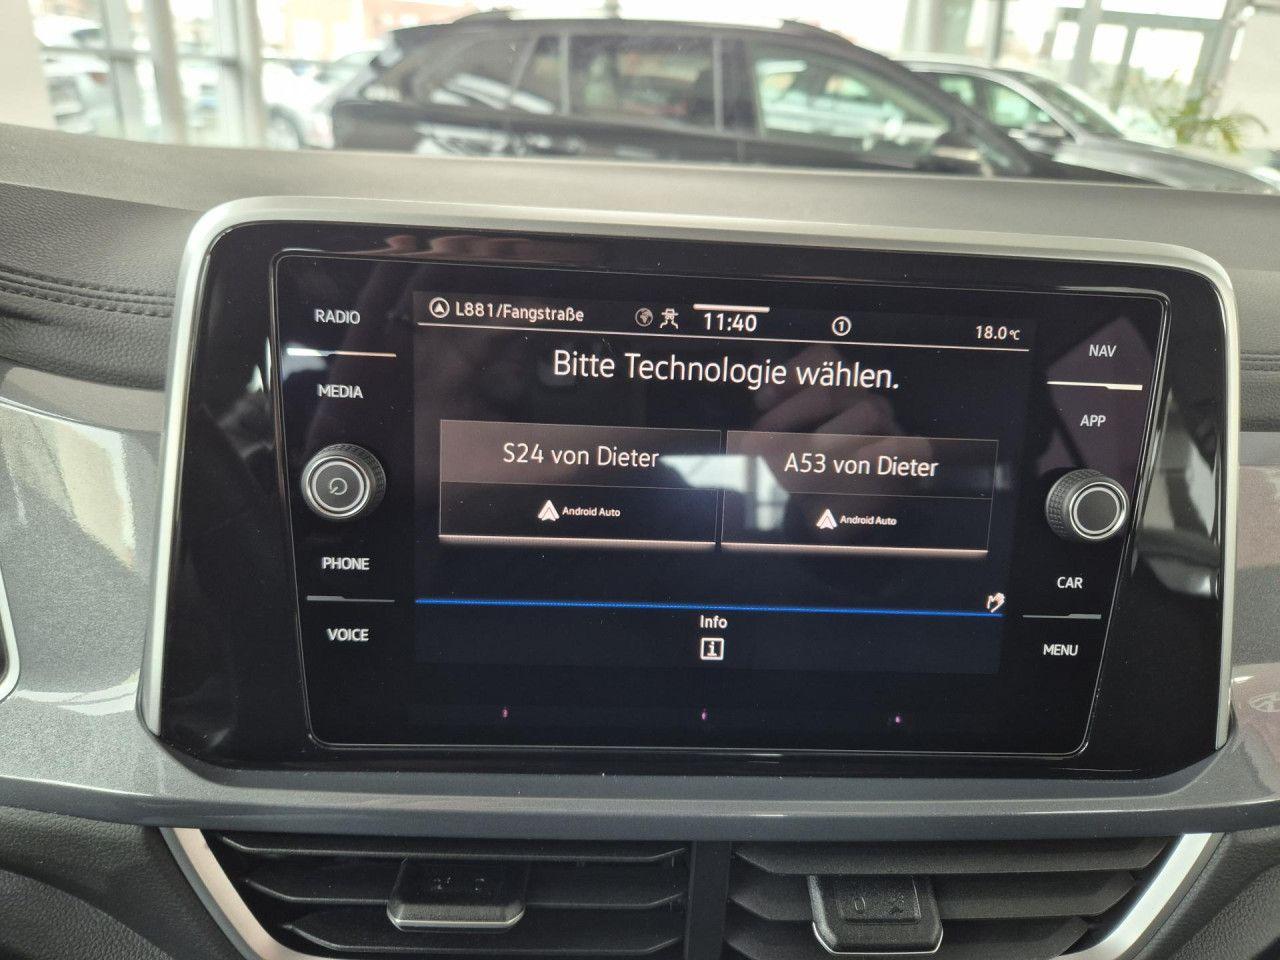 RADIO
MEDIA
PHONE
VOICE
L881/Fangstraße
11:40
1
18.0°C
Bitte Technologie wählen.
S24 von Dieter
Android Auto
A53 von Dieter
Android Auto
Info
i
NAV
APP
CAR
MENU